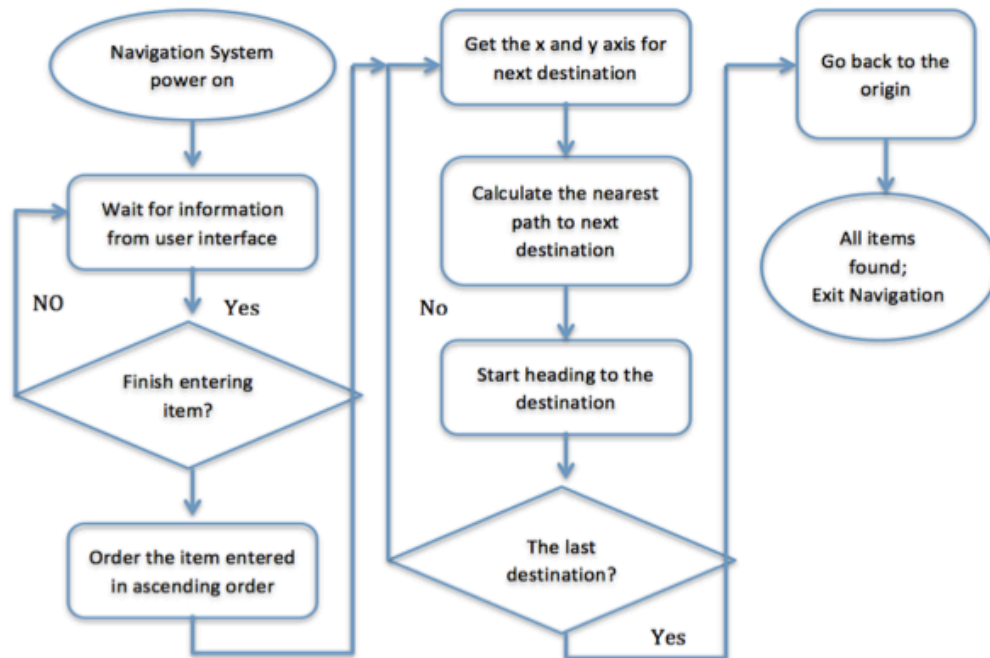 Navigation System
power on
Wait for information
from user interface
NO
Yes
Finish entering
item?
Order the item entered
in ascending order
Get the x and y axis for
next destination
Calculate the nearest
path to next
destination
No
Start heading to the
destination
The last
destination?
Yes
Go back to the
origin
All items
found;
Exit Navigation